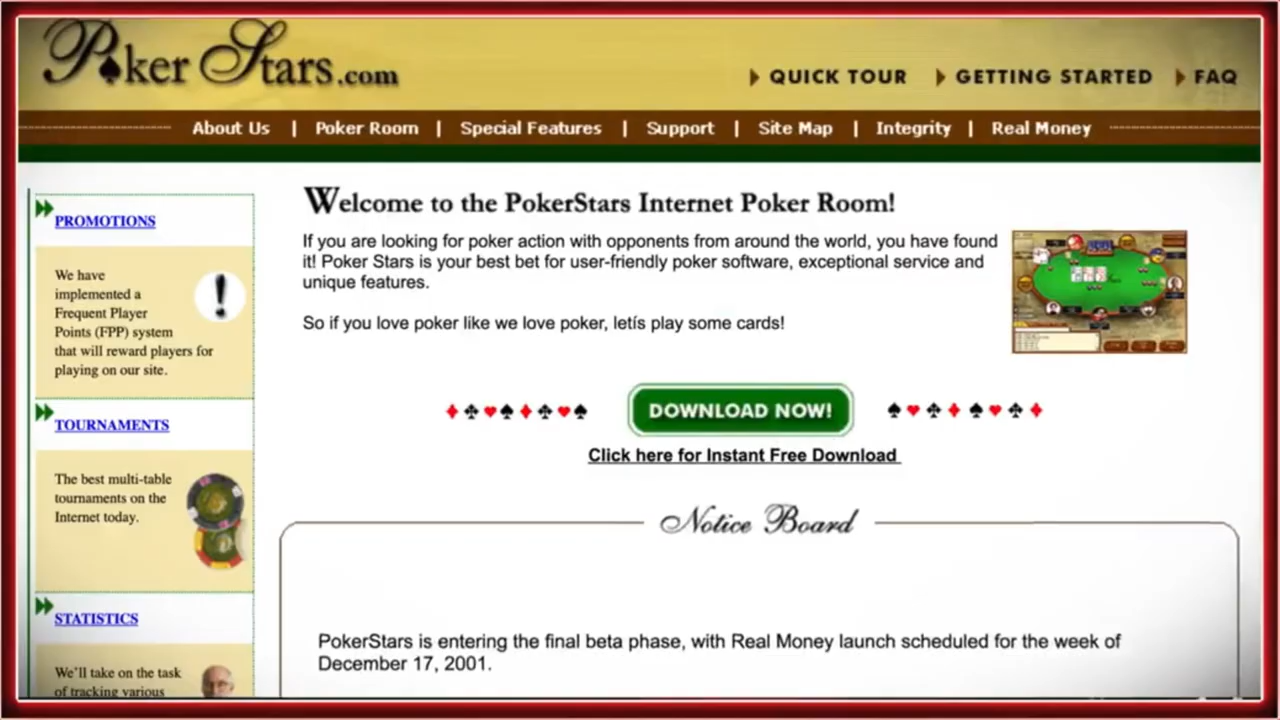 PokerStars.com
QUICK TOUR
GETTING STARTED
FAQ
About Us | Poker Room | Special Features | Support | Site Map | Integrity | Real Money
PROMOTIONS
We have
implemented a
Frequent Player
Points (FPP) system
that will reward players for
playing on our site.
TOURNAMENTS
The best multi-table
tournaments on the
Internet today.
STATISTICS
We'll take on the task
of tracking various
Welcome to the PokerStars Internet Poker Room!
If you are looking for poker action with opponents from around the world, you have found
it! Poker Stars is your best bet for user-friendly poker software, exceptional service and
unique features.
So if you love poker like we love poker, letís play some cards!
DOWNLOAD NOW!
Click here for Instant Free Download
Notice Board
PokerStars is entering the final beta phase, with Real Money launch scheduled for the week of
December 17, 2001.